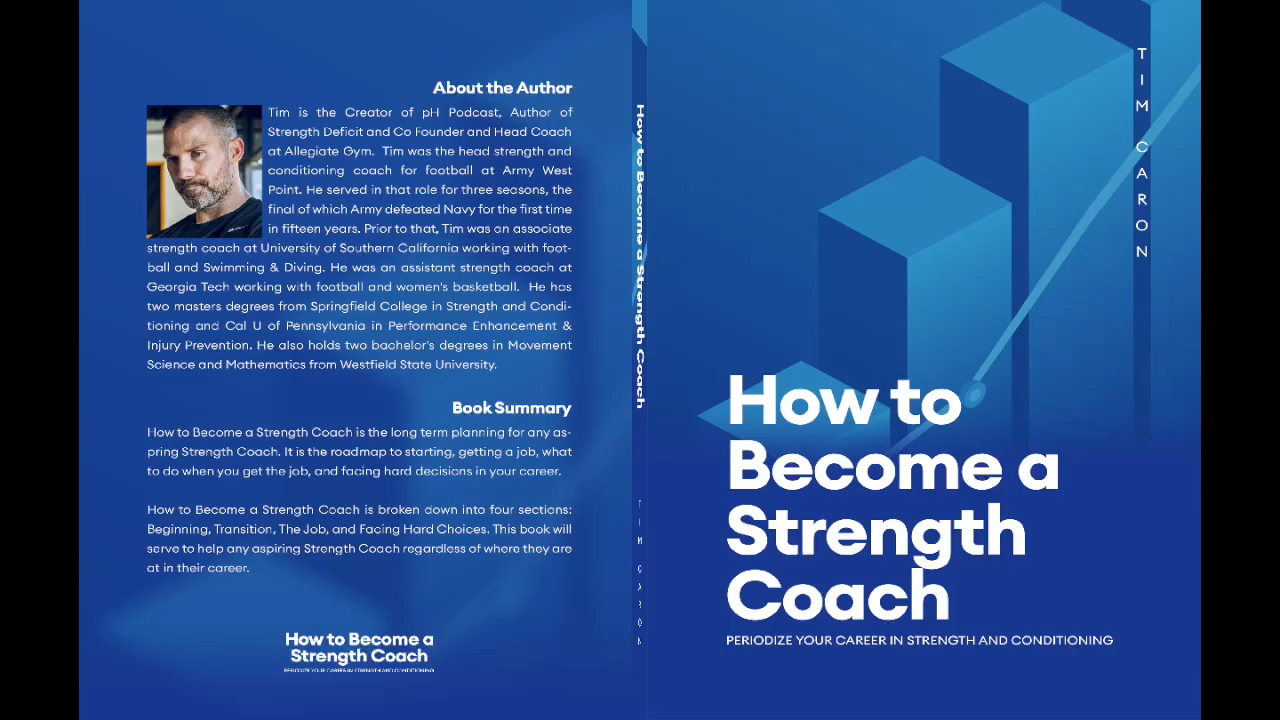 About the Author
Tim is the Creator of pH Podcast, Author of
Strength Deficit and Co Founder and Head Coach
at Allegiate Gym. Tim was the head strength and
conditioning coach for football at Army West
Point. He served in that role for three seasons, the
final of which Army defeated Navy for the first time
in fifteen years. Prior to that, Tim was an associate
strength coach at University of Southern California working with foot-
ball and Swimming & Diving. He was an assistant strength coach at
Georgia Tech working with football and women's basketball. He has
two masters degrees from Springfield College in Strength and Condi-
tioning and Cal U of Pennsylvania in Performance Enhancement &
Injury Prevention. He also holds two bachelor's degrees in Movement
Science and Mathematics from Westfield State University.
Book Summary
How to Become a Strength Coach is the long term planning for any as-
pring Strength Coach. It is the roadmap to starting, getting a job, what
to do when you get the job, and facing hard decisions in your career.
How to Become a Strength Coach is broken down into four sections:
Beginning, Transition, The Job, and Facing Hard Choices. This book will
serve to help any aspiring Strength Coach regardless of where they are
at in their career.
How to Become a
Strength Coach
PERIODIZE YOUR CAREER IN STRENGTH AND CONDITIONING
How to Become a Strength Coach
TIM CARON
TIM CARON
How to
Become a
Strength
Coach
PERIODIZE YOUR CAREER IN STRENGTH AND CONDITIONING